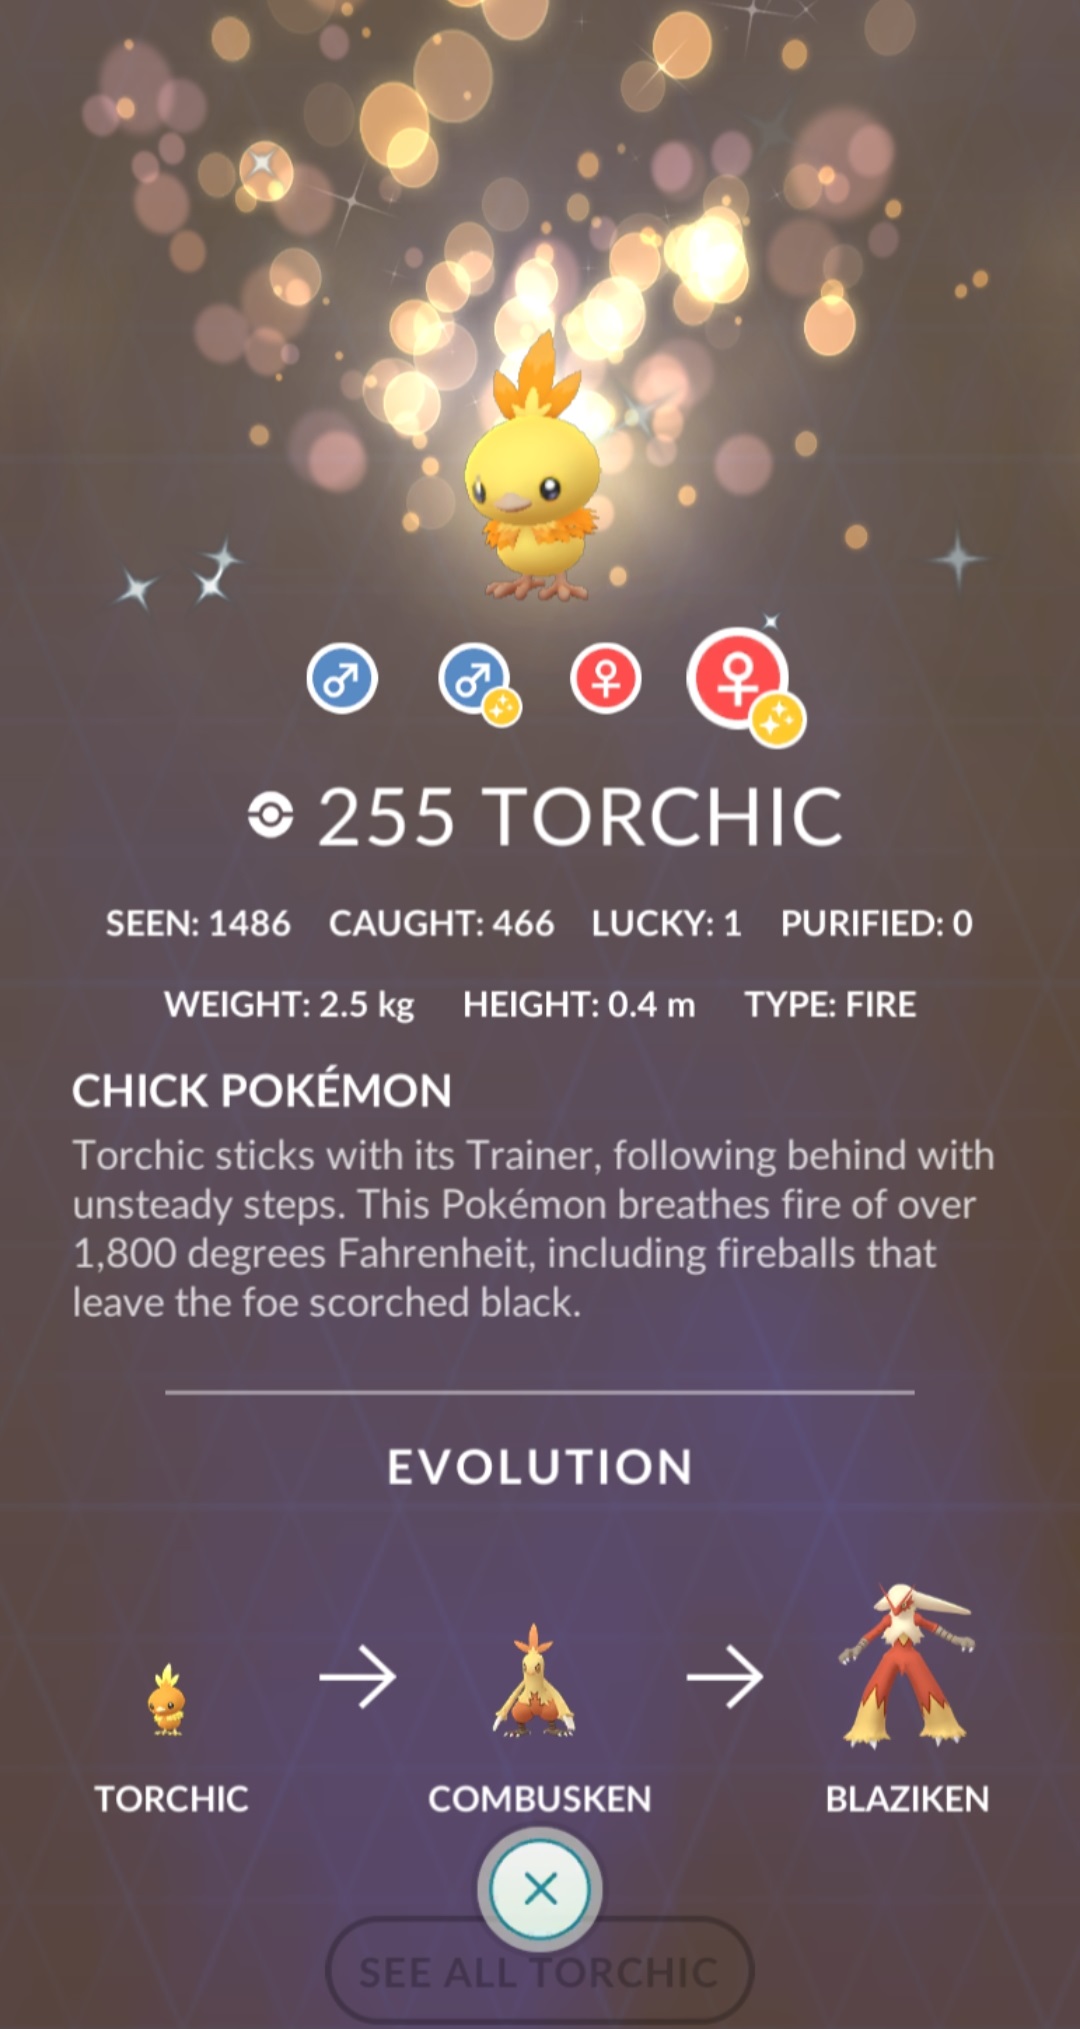 255 TORCHIC
SEEN: 1486 CAUGHT: 466 LUCKY: 1 PURIFIED: 0
WEIGHT: 2.5 kg HEIGHT: 0.4 m TYPE: FIRE
CHICK POKÉMON
Torchic sticks with its Trainer, following behind with
unsteady steps. This Pokémon breathes fire of over
1,800 degrees Fahrenheit, including fireballs that
leave the foe scorched black.
EVOLUTION
TORCHIC COMBUSKEN BLAZIKEN
SEE ALL TORCHIC